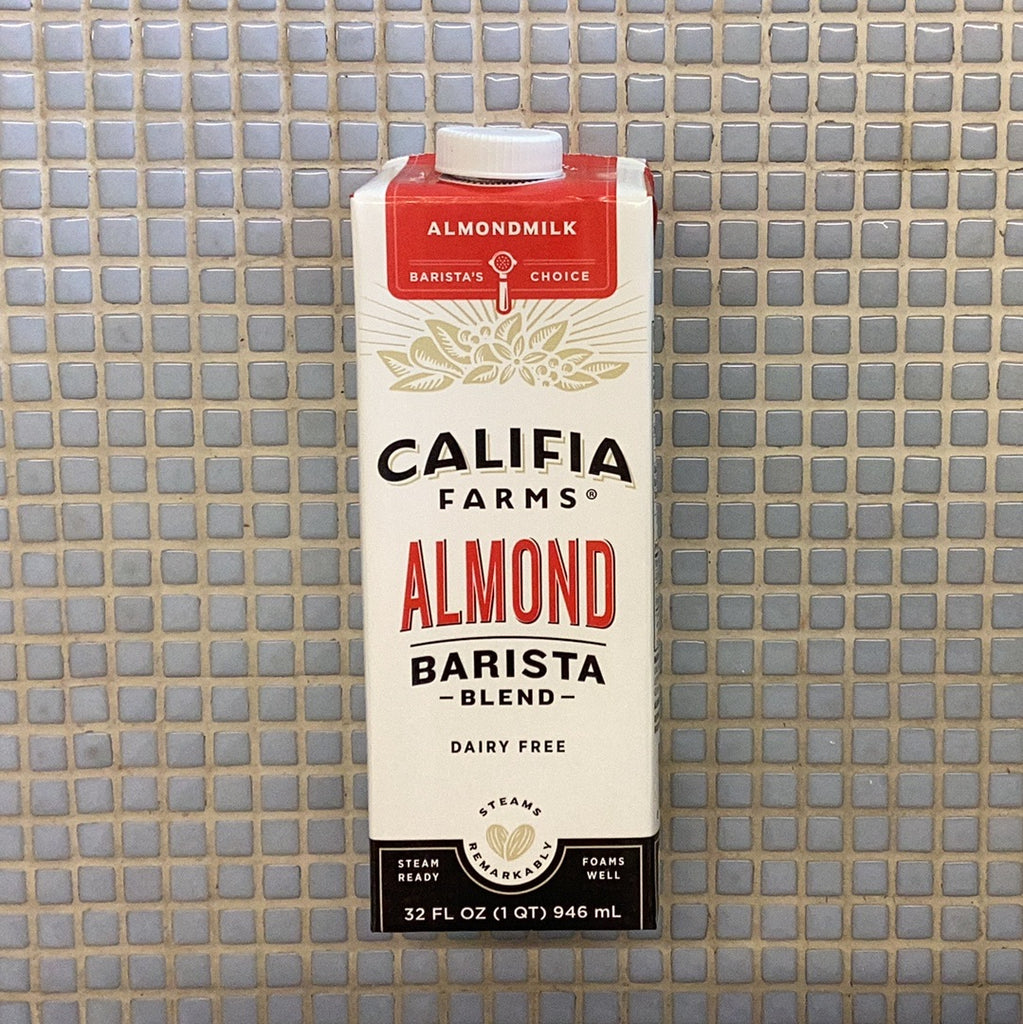 ALMONDMILK
BARISTA'S CHOICE
CALIFIA
FARMS®
ALMOND
BARISTA
–BLEND–
DAIRY FREE
STEAMS
REMARKABLY
STEAM
READY
FOAMS
WELL
32 FL OZ (1 QT) 946 mL